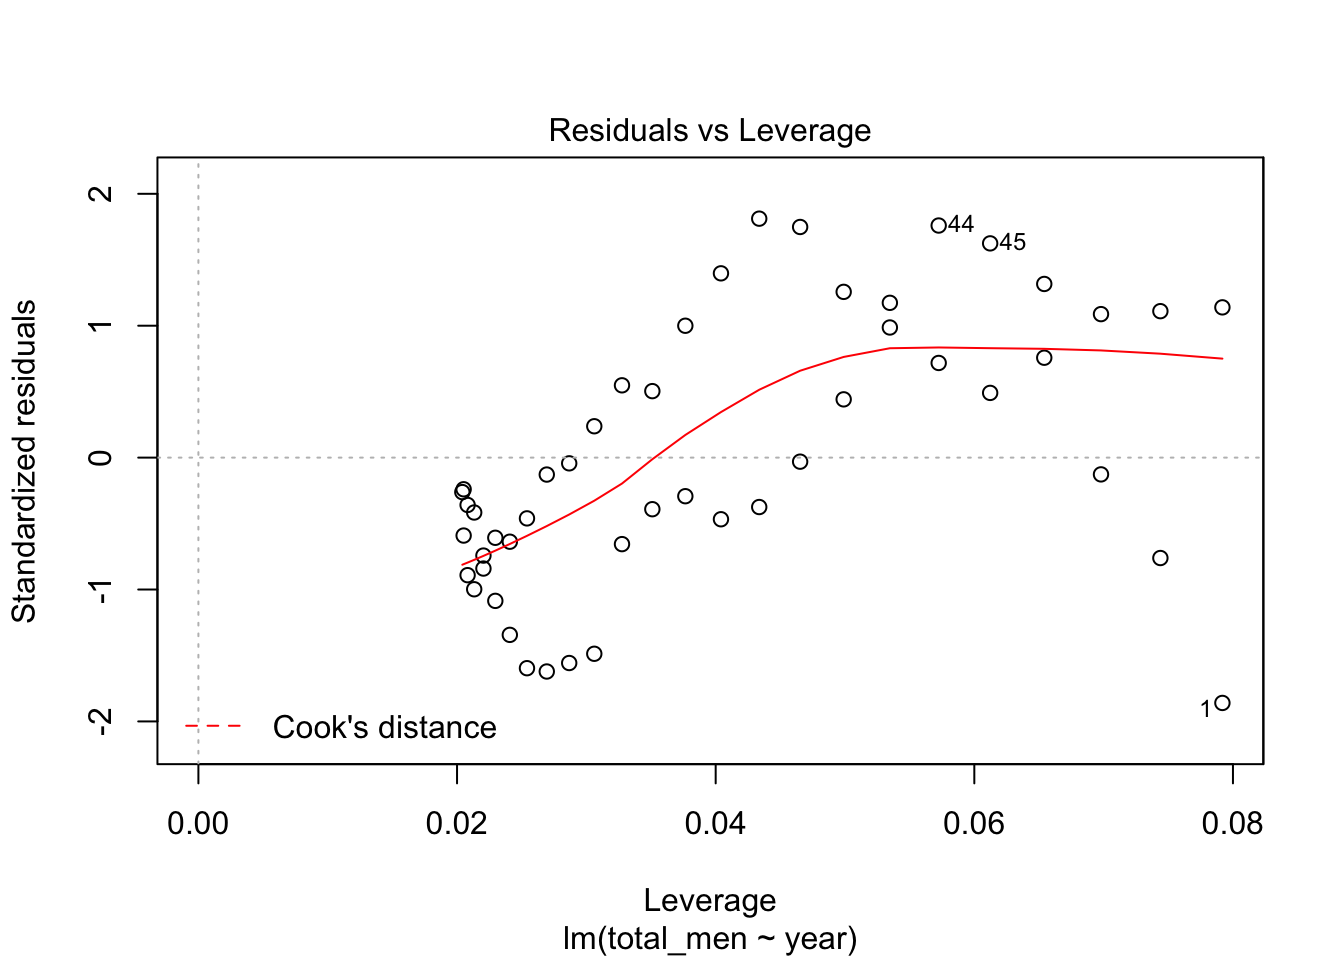 Residuals vs Leverage
Standardized residuals
2
1
0
-1
-2
44
45
1
Cook's distance
0.00 0.02 0.04 0.06 0.08
Leverage
lm(total_men ~ year)